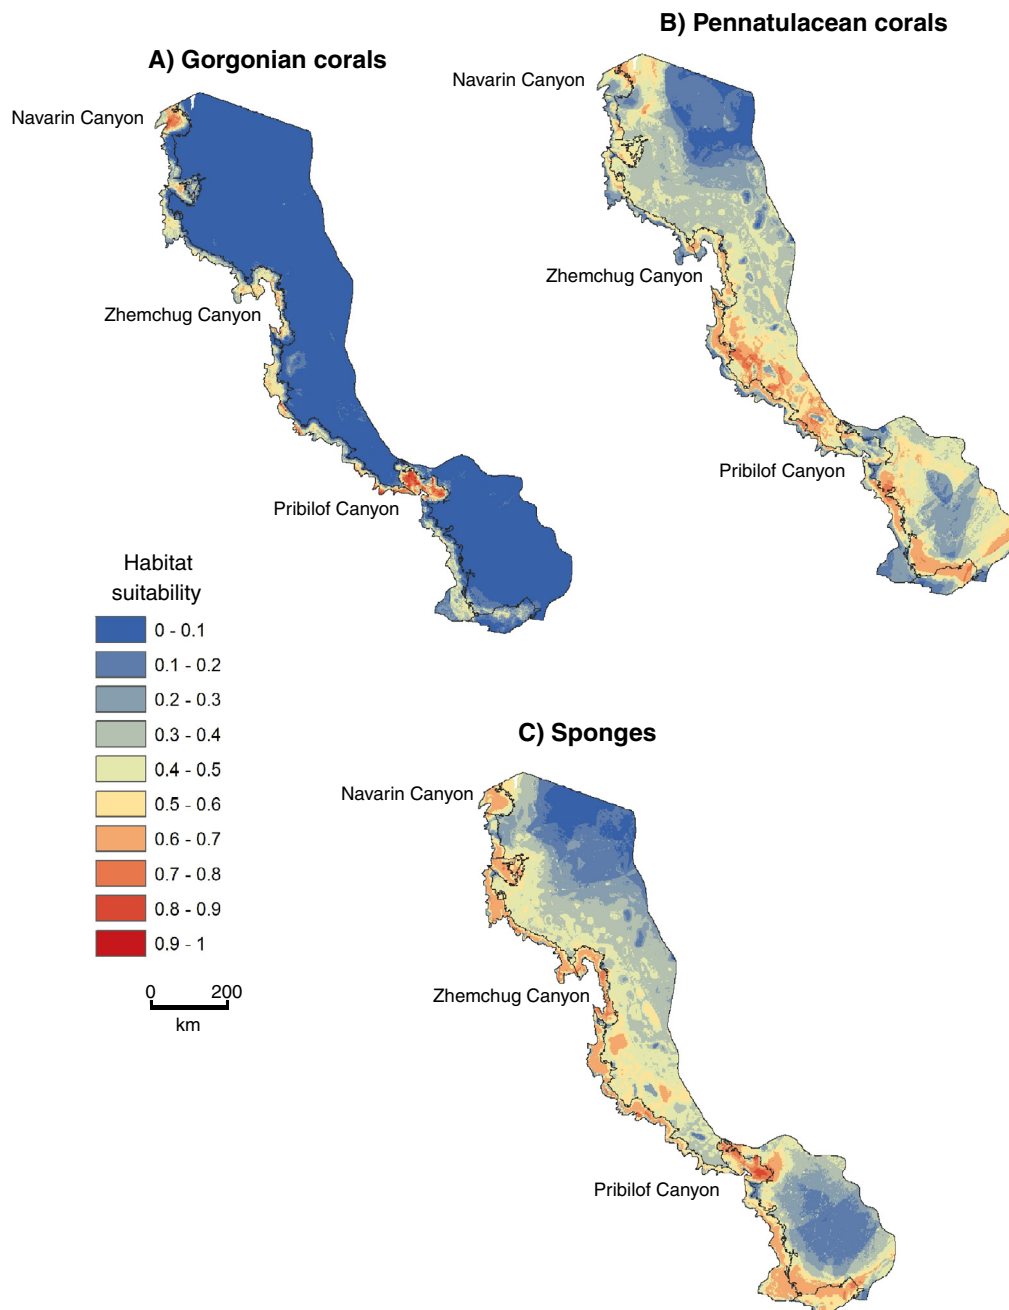 B) Pennatulacean corals
A) Gorgonian corals
Navarin Canyon
Navarin Canyon
Zhemchug Canyon
Zhemchug Canyon
Pribilof Canyon
Pribilof Canyon
Habitat
suitability
0 - 0.1
0.1 - 0.2
0.2 - 0.3
0.3 - 0.4
0.4 - 0.5
0.5 - 0.6
0.6 - 0.7
0.7 - 0.8
0.8 - 0.9
0.9 - 1
0 200
km
C) Sponges
Navarin Canyon
Zhemchug Canyon
Pribilof Canyon